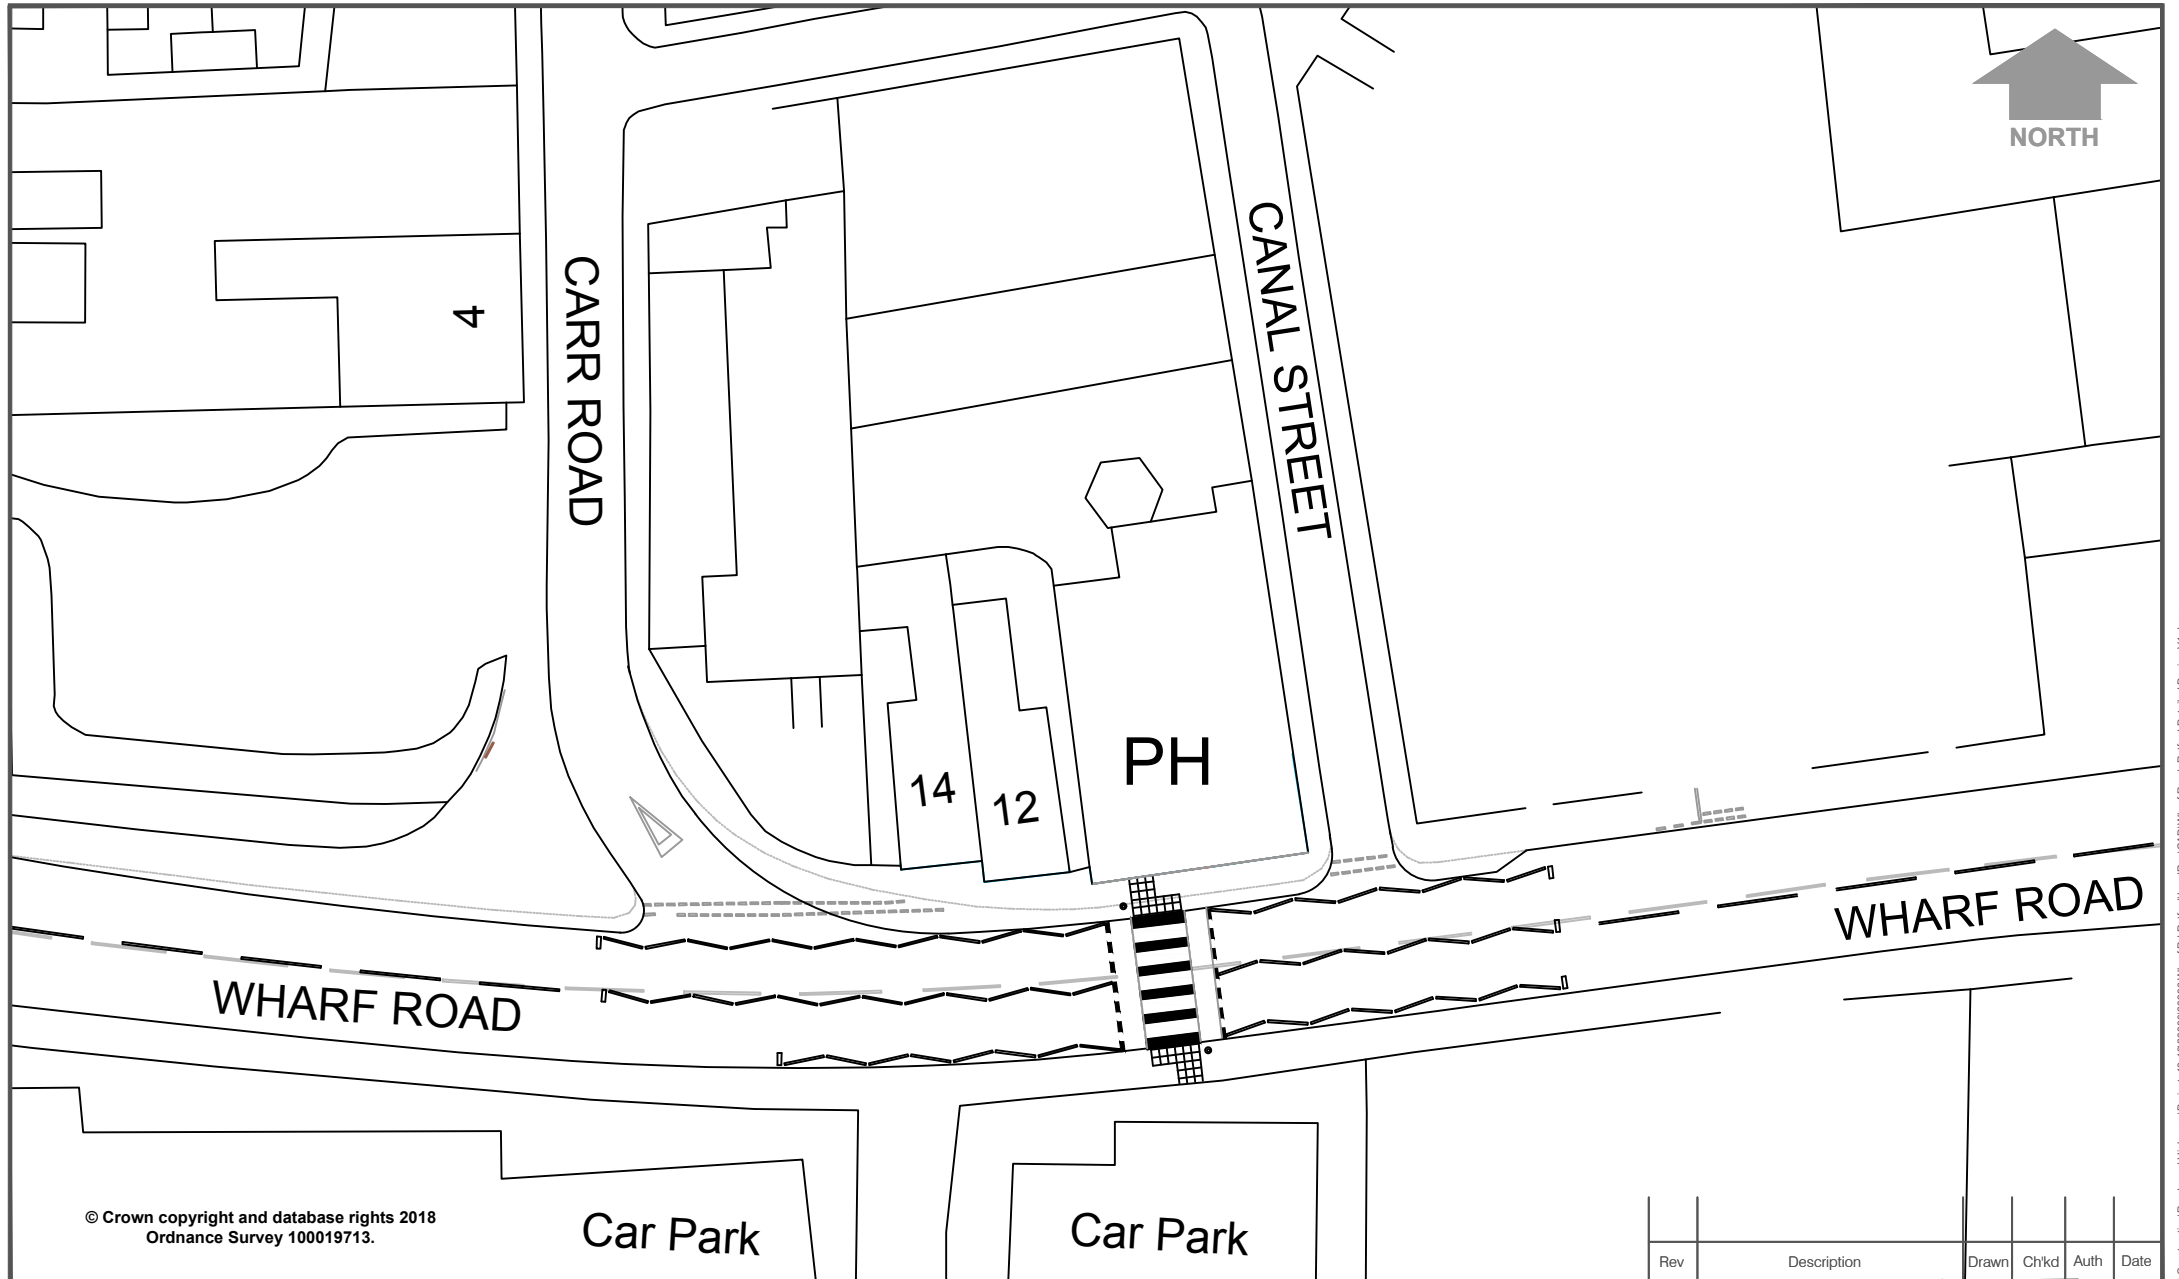 NORTH
CANAL STREET
CARR ROAD
4
PH
14
12
WHARF ROAD
WHARF ROAD
© Crown copyright and database rights 2018
Ordnance Survey 100019713.
Car Park
Car Park
Rev Description Drawn Ch'kd Auth Date